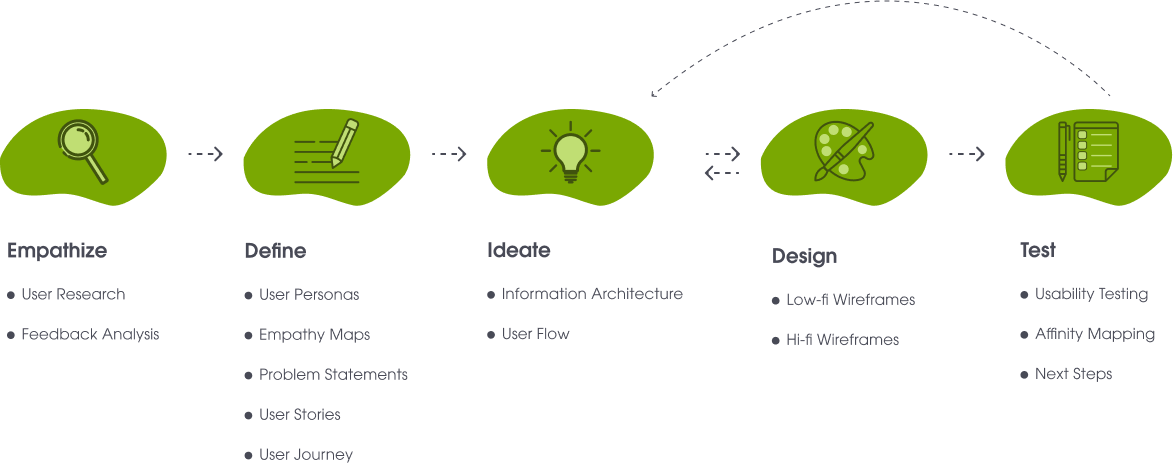 Empathize
User Research
Feedback Analysis
Define
User Personas
Empathy Maps
Problem Statements
User Stories
User Journey
Ideate
Information Architecture
User Flow
Design
Low-fi Wireframes
Hi-fi Wireframes
Test
Usability Testing
Affinity Mapping
Next Steps